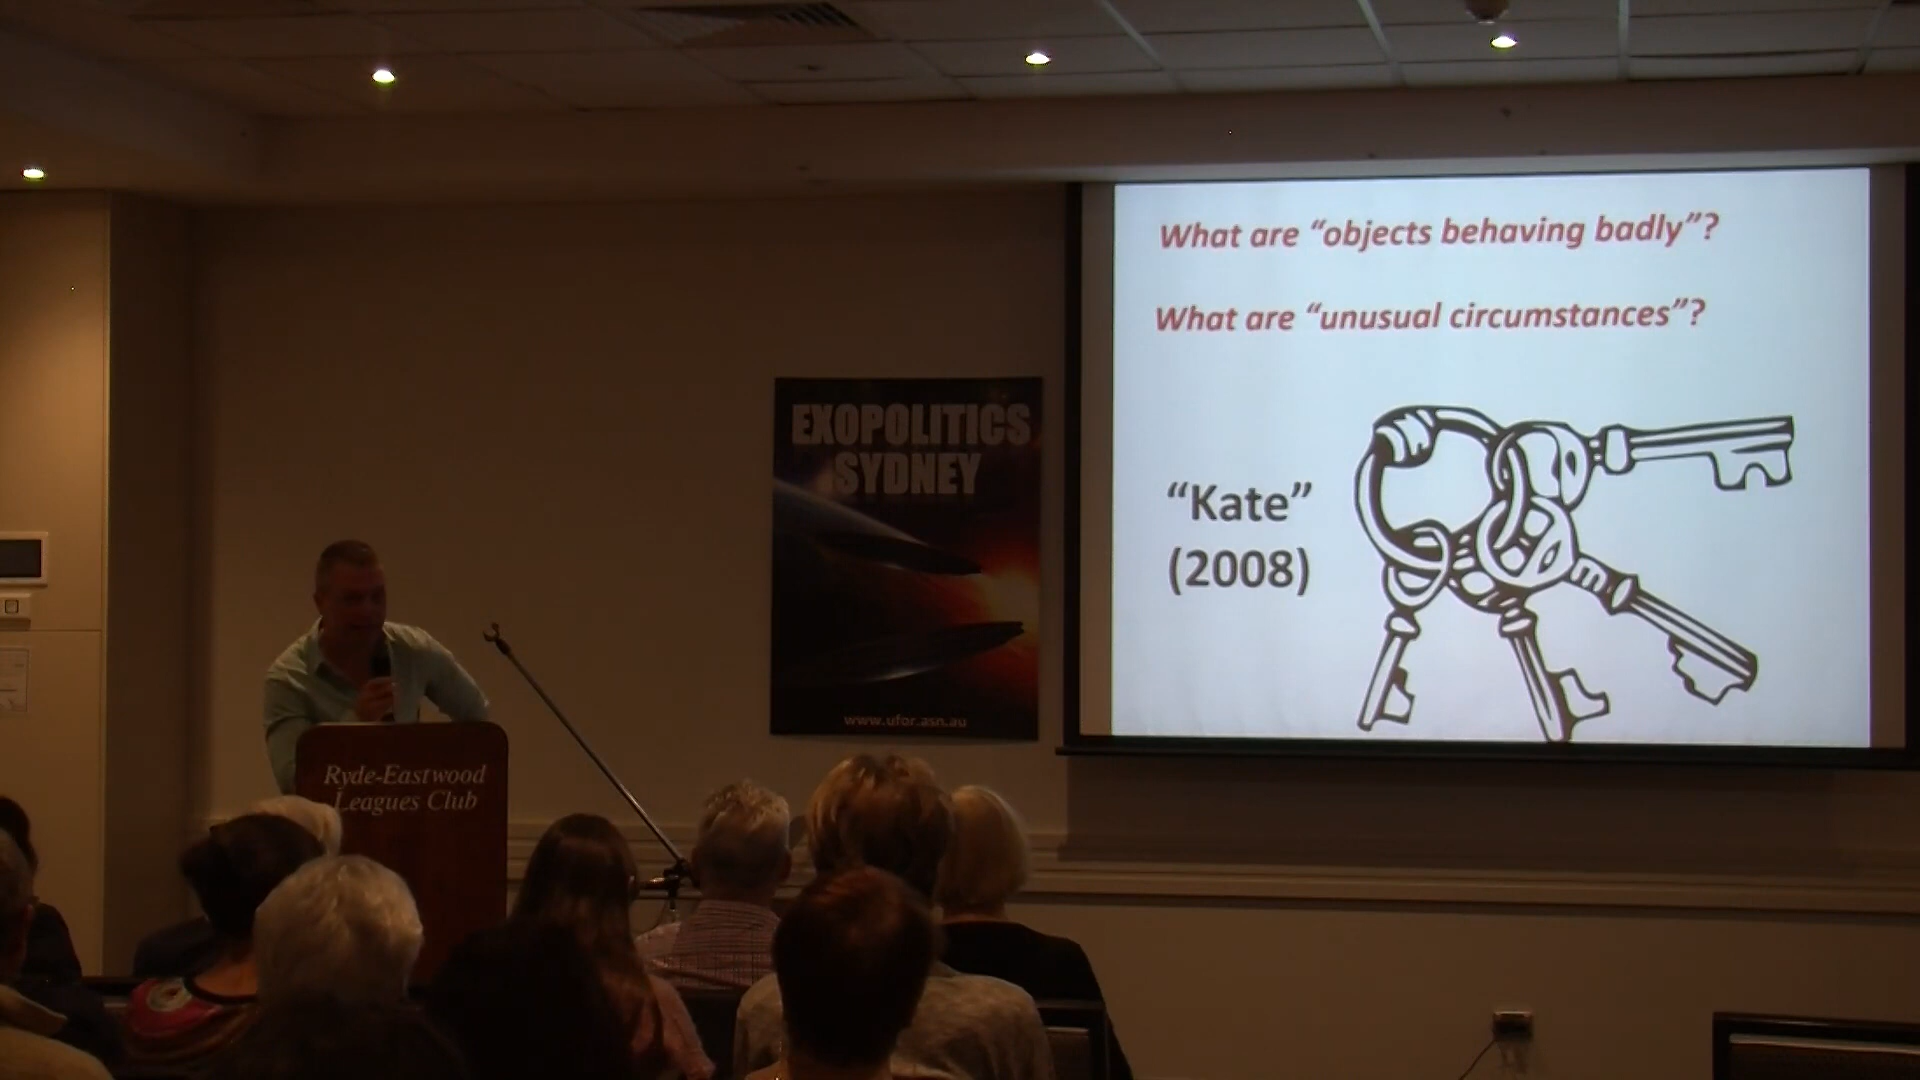 What are “objects behaving badly”?
What are “unusual circumstances”?
“Kate”
(2008)
EXOPOLITICS
SYDNEY
www.ufor.asn.au
Ryde-Eastwood
Leagues Club